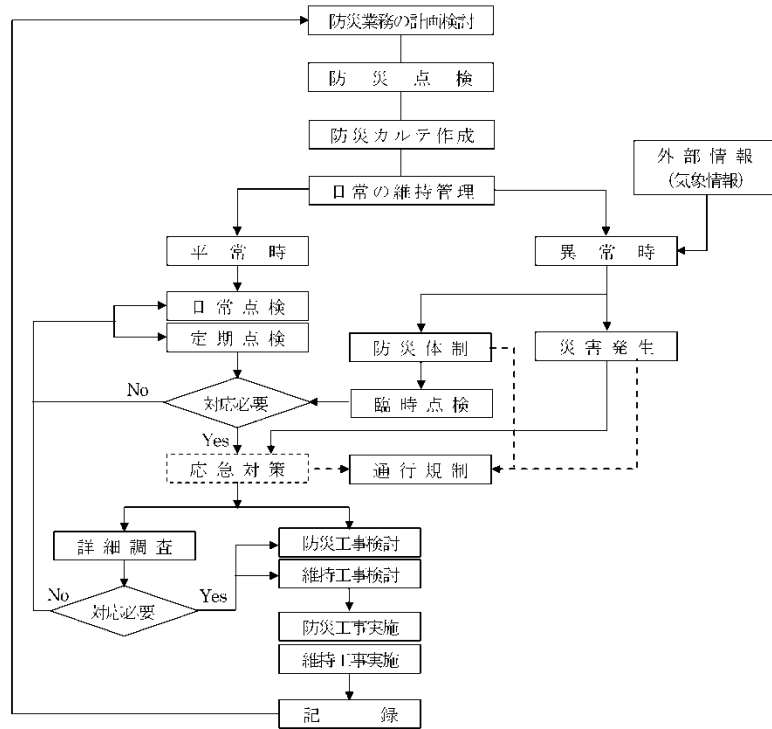 防災業務の計画検討
防災点検
防災カルテ作成
外部情報
(気象情報)
日常の維持管理
平常時
異常時
日常点検
定期点検
防災体制
災害発生
No
対応必要
臨時点検
Yes
応急対策
通行規制
詳細調査
防災工事検討
No
Yes
維持工事検討
対応必要
防災工事実施
維持工事実施
記録